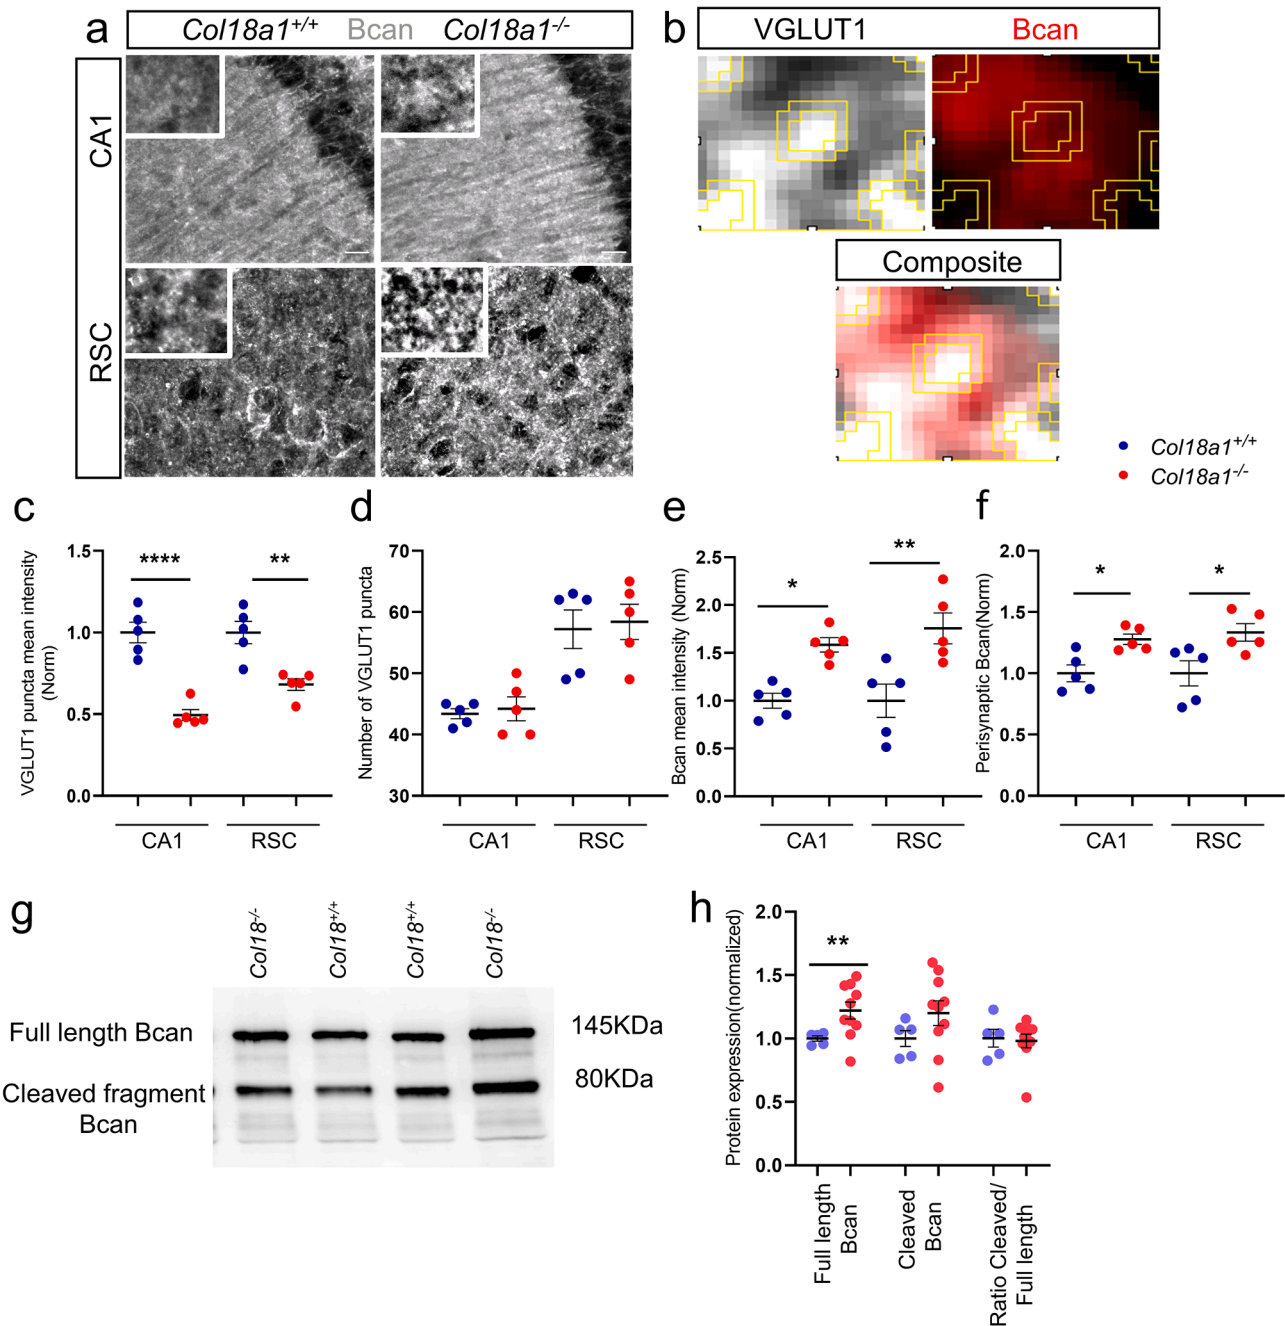 a
Col18a1+/+ Bcan Col18a1-/-
CA1
RSC
b
VGLUT1 Bcan
Composite
Col18a1+/+
Col18a1-/-
c
VGLUT1 puncta mean intensity
(Norm)
1.5
1.0
0.5
0.0
****
**
CA1 RSC
d
Number of VGLUT1 puncta
70
60
50
40
30
CA1 RSC
e
Bcan mean intensity (Norm)
2.5
2.0
1.5
1.0
0.5
0.0
*
**
CA1 RSC
f
Perisynaptic Bcan(Norm)
2.0
1.5
1.0
0.5
0.0
*
*
CA1 RSC
g
Col18-/-
Col18+/+
Col18+/+
Col18-/-
Full length Bcan
145KDa
Cleaved fragment
Bcan
80KDa
h
Protein expression(normalized)
2.0
1.5
1.0
0.5
0.0
**
Full length
Bcan
Cleaved
Bcan
Ratio Cleaved/
Full length